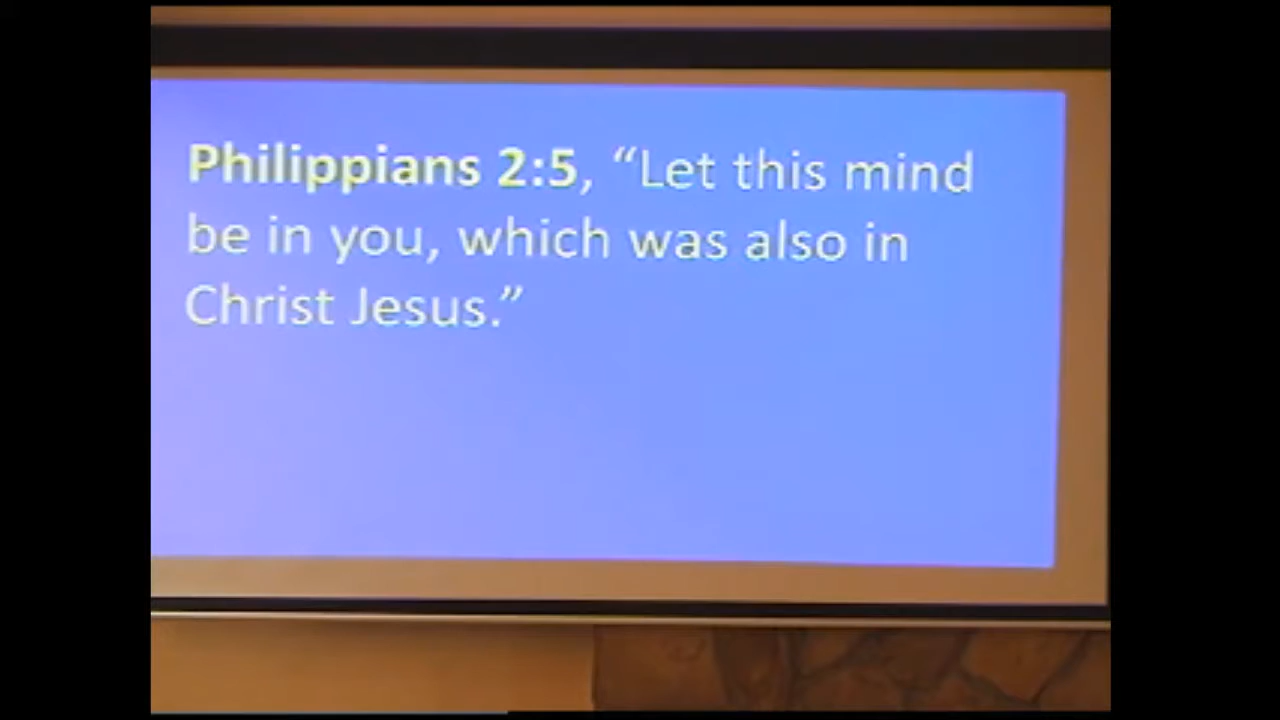 Philippians 2:5, “Let this mind
be in you, which was also in
Christ Jesus.”